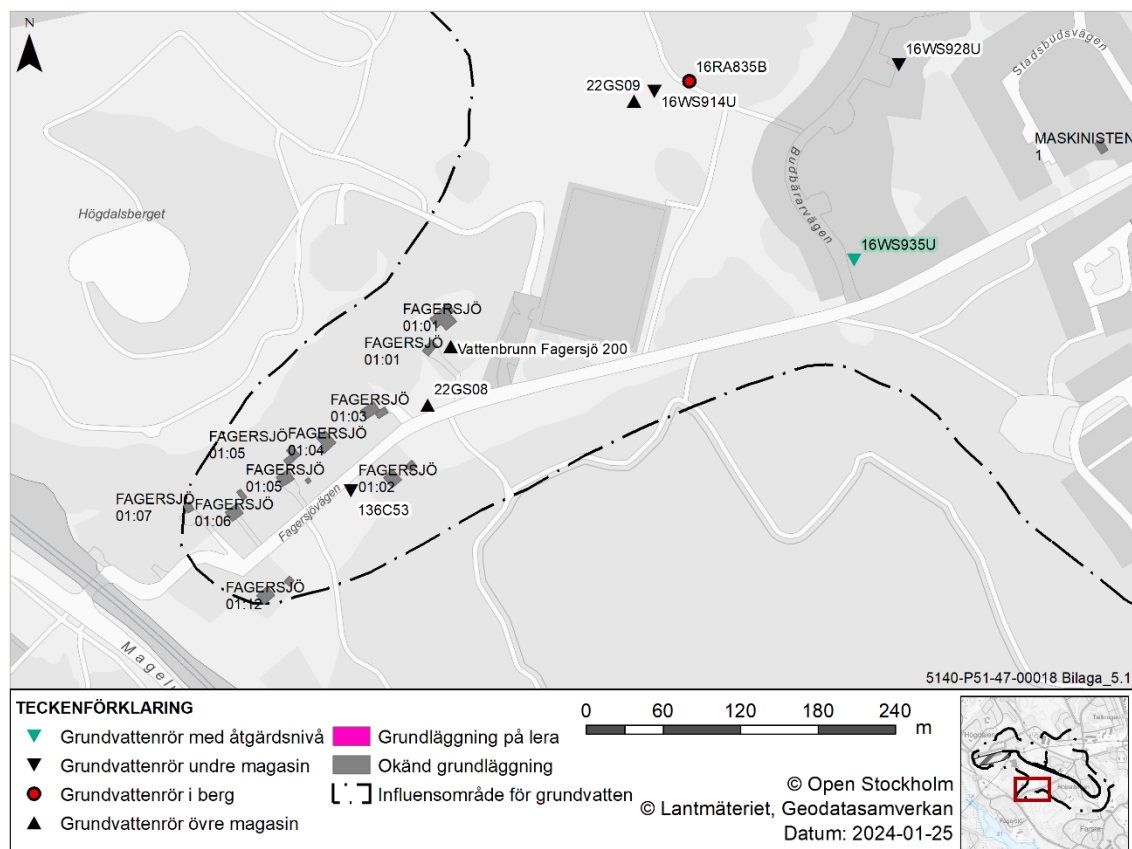 N
16WS928U
Stadsbudsvägen
16RA835B
22GS09
16WS914U
MASKINISTEN
1
Budbärarvägen
Högdalsberget
16WS935U
FAGERSJÖ
01:01
FAGERSJÖ
01:01
Vattenbrunn Fagersjö 200
22GS08
FAGERSJÖ
01:03
FAGERSJÖ
01:04
FAGERSJÖ
01:05
FAGERSJÖ
01:05
FAGERSJÖ
01:02
FAGERSJÖ
01:07
FAGERSJÖ
01:06
136C53
Fagersjövägen
FAGERSJÖ
01:12
Magelu
5140-P51-47-00018 Bilaga_5.1
TECKENFÖRKLARING
Grundvattenrör med åtgärdsnivå
Grundvattenrör undre magasin
Grundvattenrör i berg
Grundvattenrör övre magasin
Grundläggning på lera
Okänd grundläggning
Influensområde för grundvatten
0 60 120 180 240
m
© Open Stockholm
© Lantmäteriet, Geodatasamverkan
Datum: 2024-01-25
Farsta